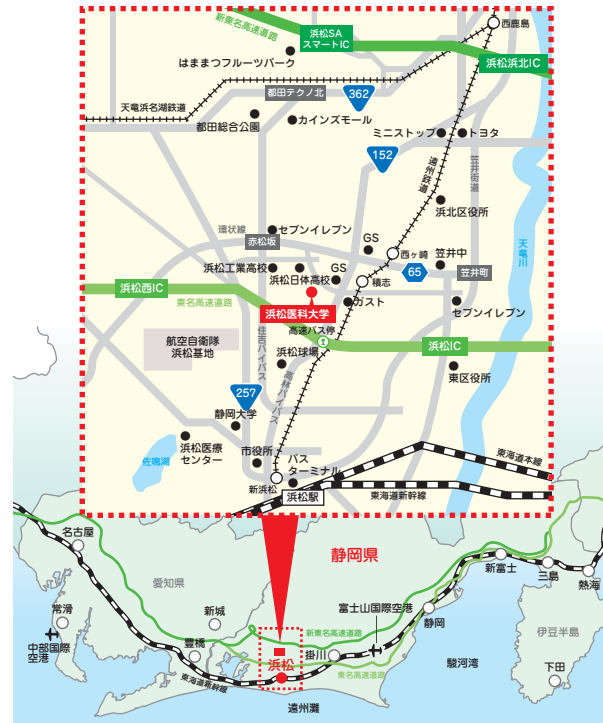 新東名高速道路
浜松SA
スマートIC
西鹿島
はままつフルーツパーク
浜松浜北IC
天竜浜名湖鉄道
都田テクノ北
362
都田総合公園
カインズモール
ミニストップ
トヨタ
152
遠州鉄道
笠井街道
浜北区役所
環状線
セブンイレブン
赤松坂
GS
西ヶ崎
笠井中
天竜川
浜松工業高校
浜松日体高校
GS
積志
65
笠井町
浜松西IC
東名高速道路
浜松医科大学
ガスト
セブンイレブン
高速バス停
航空自衛隊
浜松基地
住吉バイパス
浜松球場
浜松IC
高林バイパス
東区役所
257
静岡大学
浜松医療
センター
佐鳴湖
市役所
バス
ターミナル
東海道本線
新浜松
浜松駅
東海道新幹線
名古屋
静岡県
新富士
三島
熱海
愛知県
常滑
新城
富士山国際空港
静岡
新東名高速道路
伊豆半島
中部国際
空港
豊橋
掛川
浜松
東名高速道路
駿河湾
下田
東海道新幹線
遠州灘